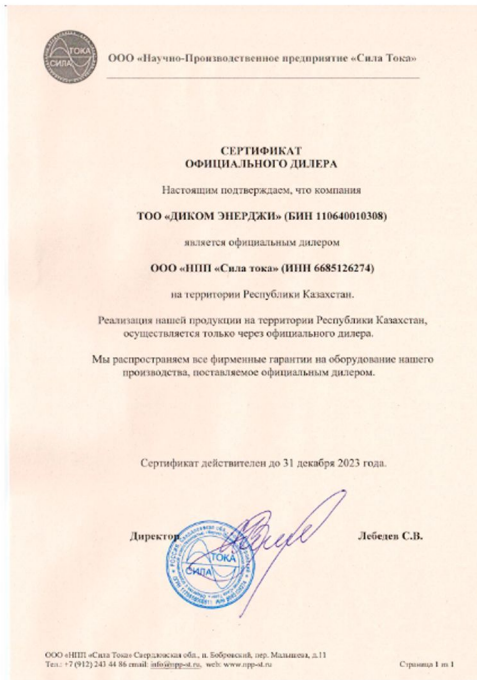 ТОКА
СИЛА
ООО «Научно-Производственное предприятие «Сила Тока»
СЕРТИФИКАТ
ОФИЦИАЛЬНОГО ДИЛЕРА
Настоящим подтверждаем, что компания
ТОО «ДИКОМ ЭНЕРДЖИ» (БИН 110640010308)
является официальным дилером
ООО «НПП «Сила тока» (ИНН 6685126274)
на территории Республики Казахстан.
Реализация нашей продукции на территории Республики Казахстан,
осуществляется только через официального дилера.
Мы распространяем все фирменные гарантии на оборудование нашего
производства, поставляемое официальным дилером.
Сертификат действителен до 31 декабря 2023 года.
Директор
Лебедев С.В.
ТОКА
СИЛА
ООО «НПП «Сила Тока» Свердловская обл., п. Бобровский, пер. Малышева, д.11
Тел.: +7 (912) 243 44 86 email: info@npp-st.ru, web: www.npp-st.ru
Страница 1 из 1